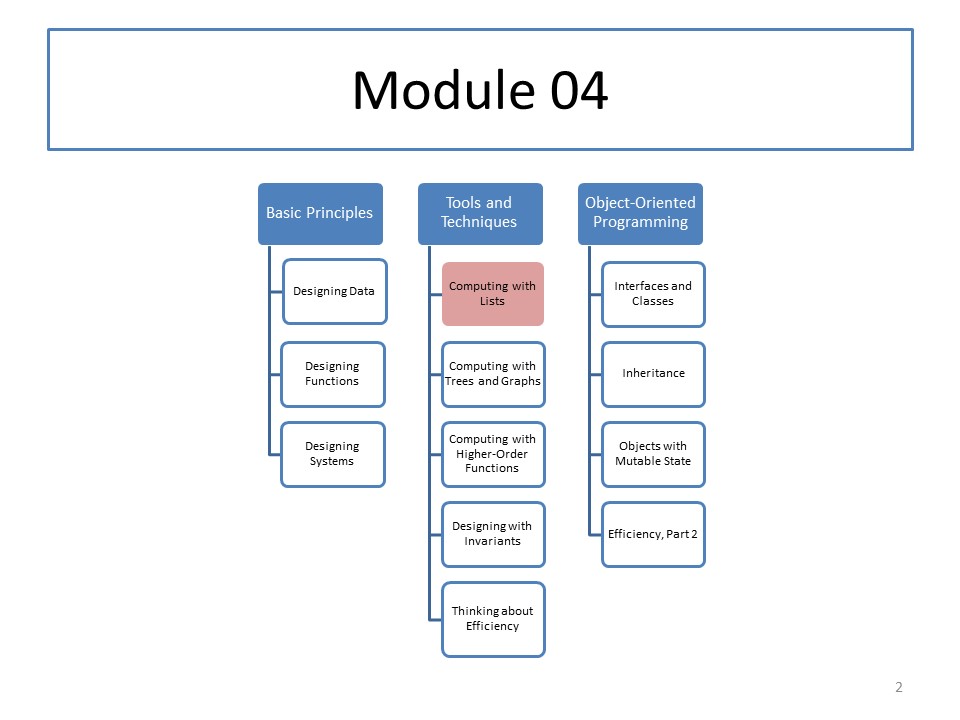 Module 04
Basic Principles
Designing Data
Designing
Functions
Designing
Systems
Tools and
Techniques
Computing with
Lists
Computing with
Trees and Graphs
Computing with
Higher-Order
Functions
Designing with
Invariants
Thinking about
Efficiency
Object-Oriented
Programming
Interfaces and
Classes
Inheritance
Objects with
Mutable State
Efficiency, Part 2
2